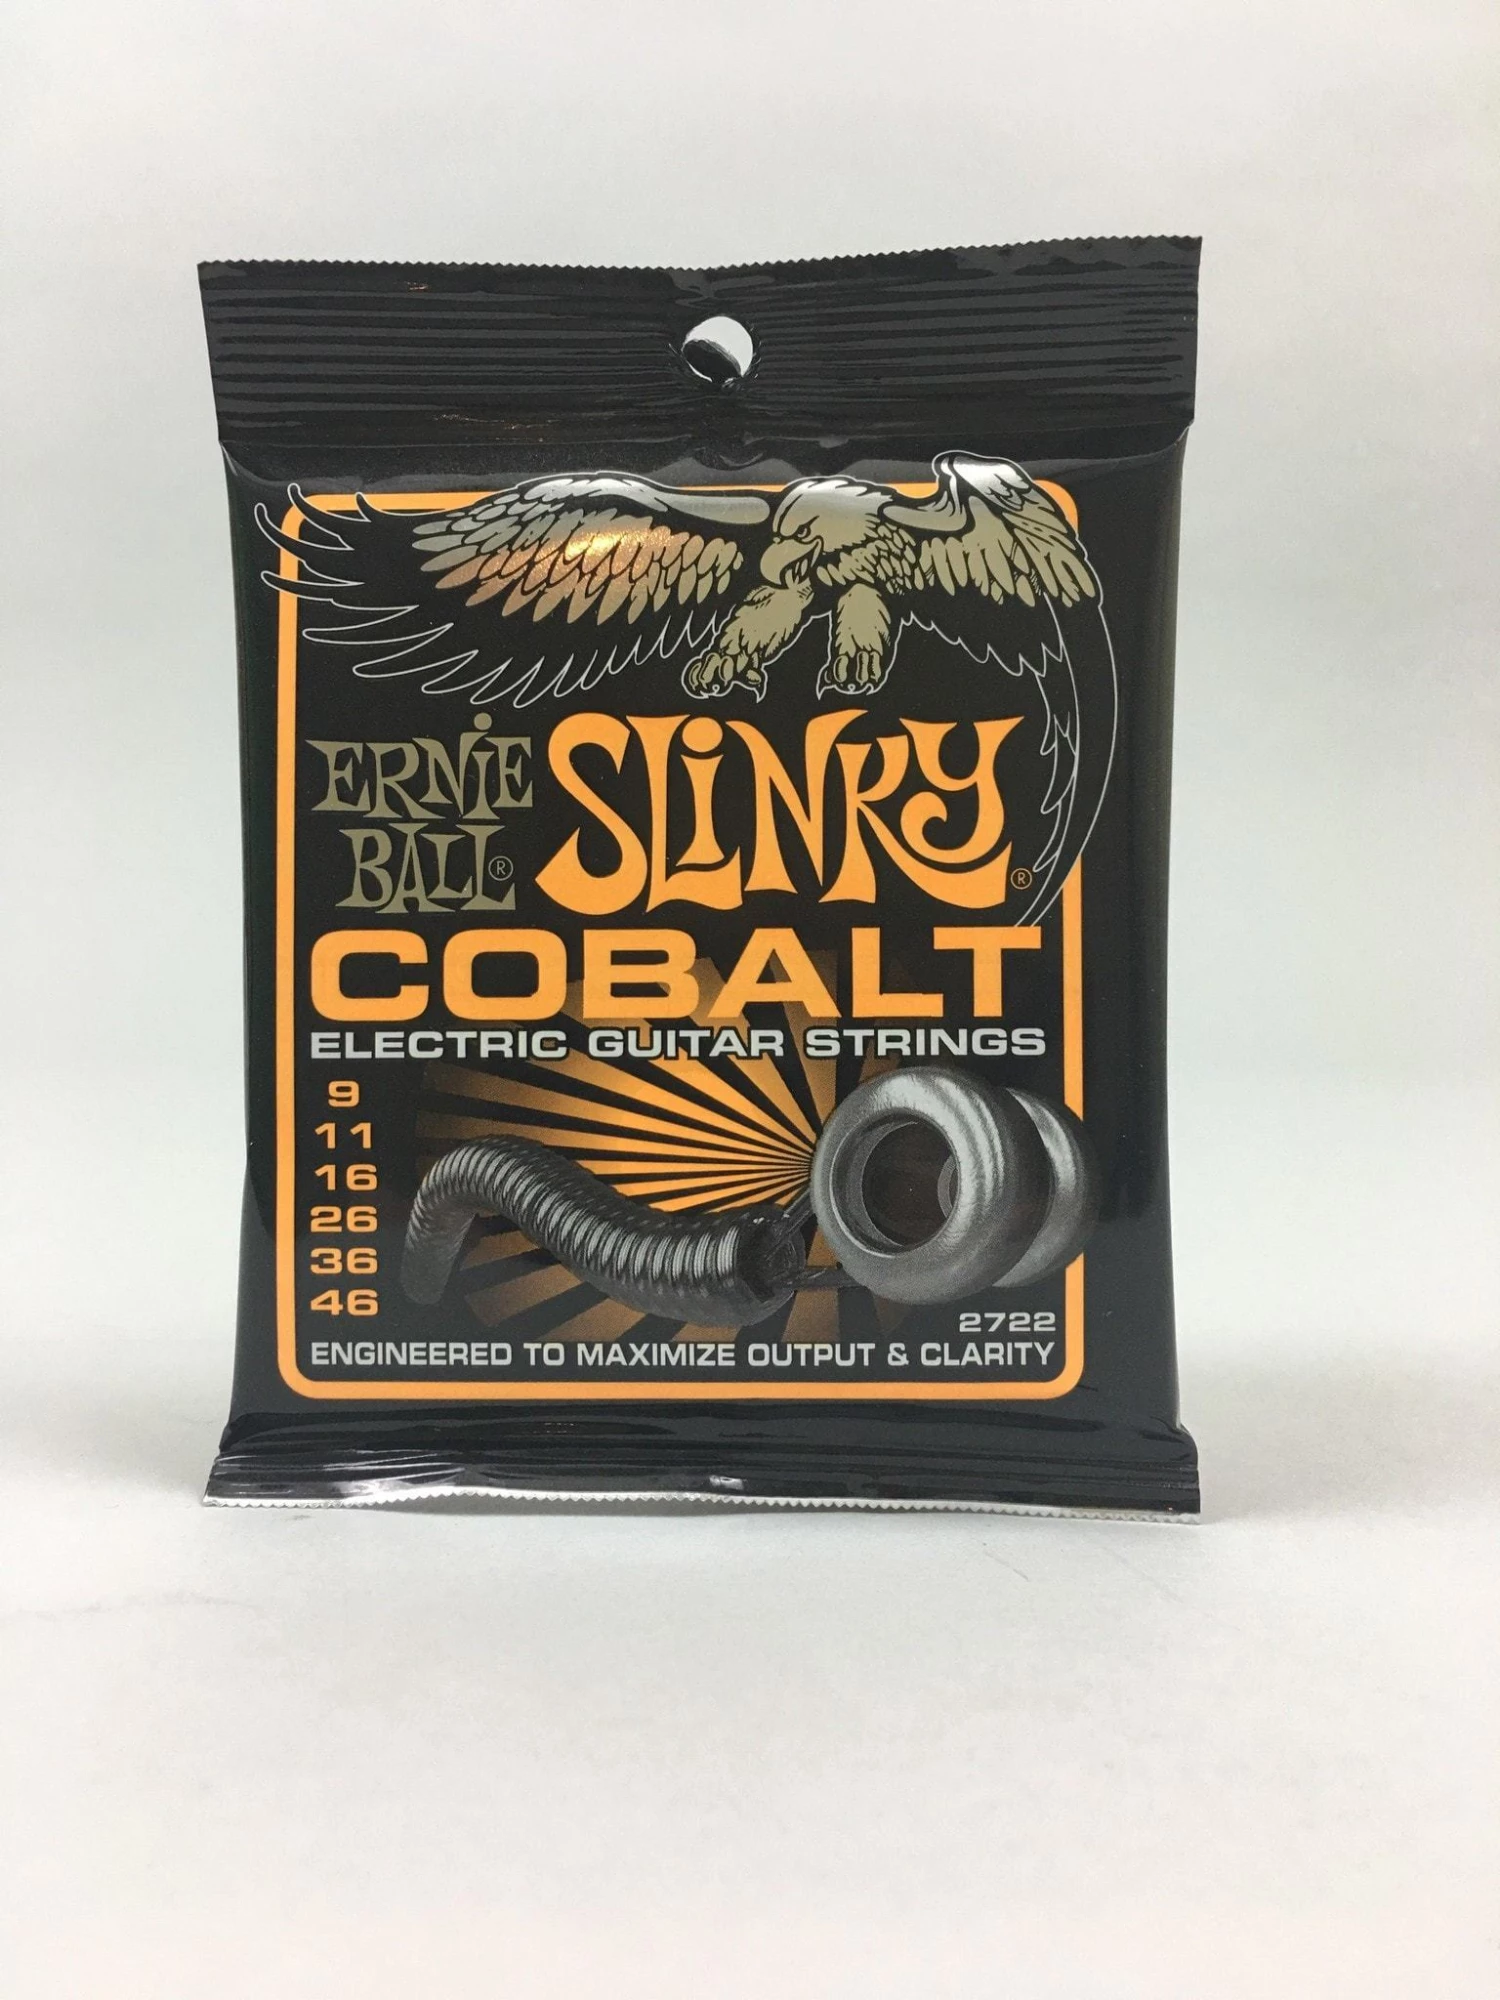 ERNIE
BALL®
SLINKY®
COBALT
ELECTRIC GUITAR STRINGS
9
11
16
26
36
46
2722
ENGINEERED TO MAXIMIZE OUTPUT & CLARITY